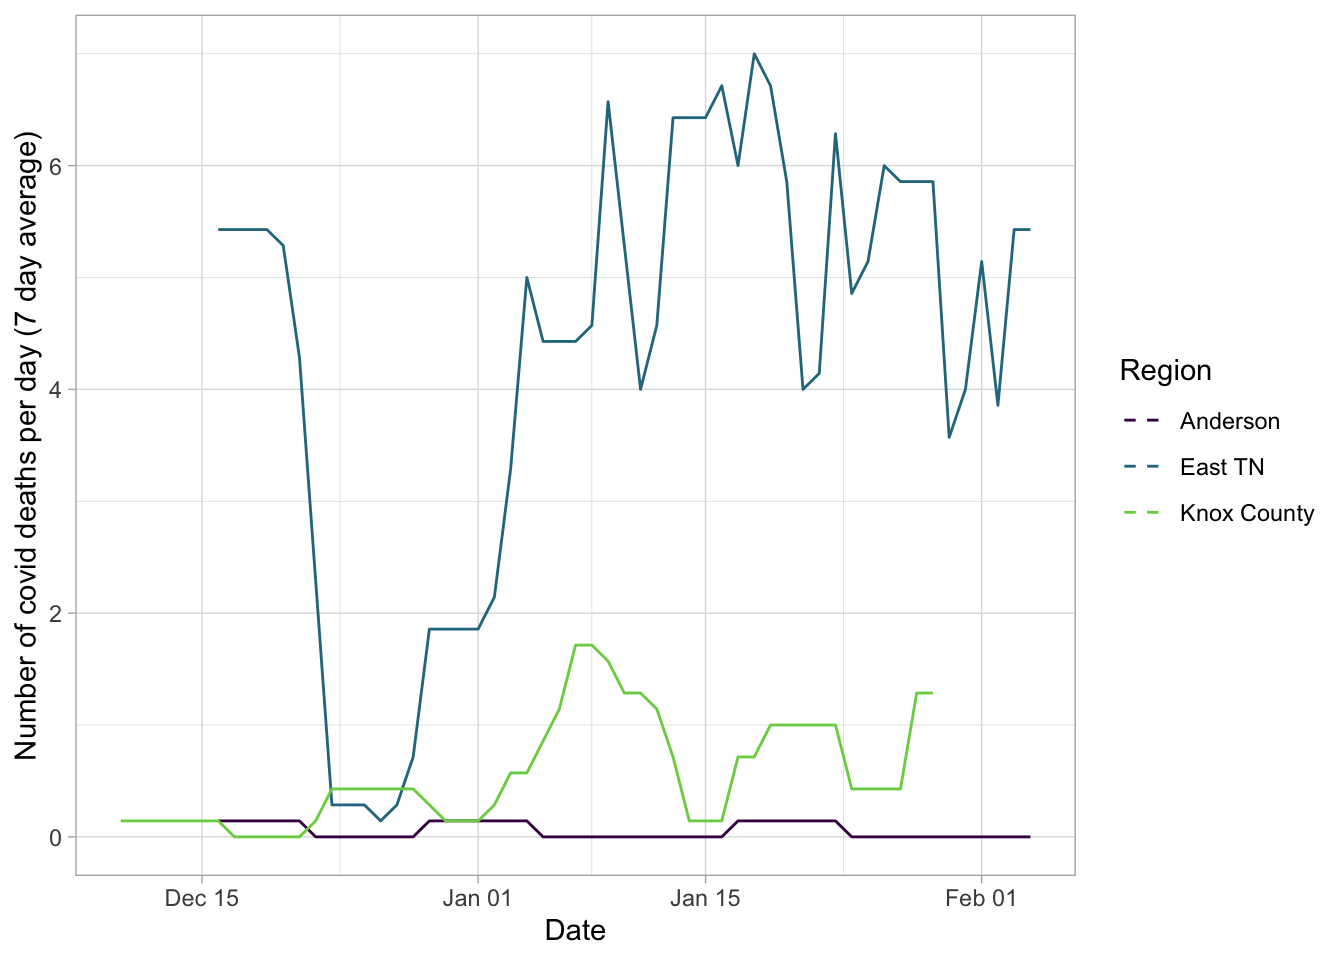 Number of covid deaths per day (7 day average)
6
4
2
0
Dec 15
Jan 01
Jan 15
Feb 01
Date
Region
Anderson
East TN
Knox County